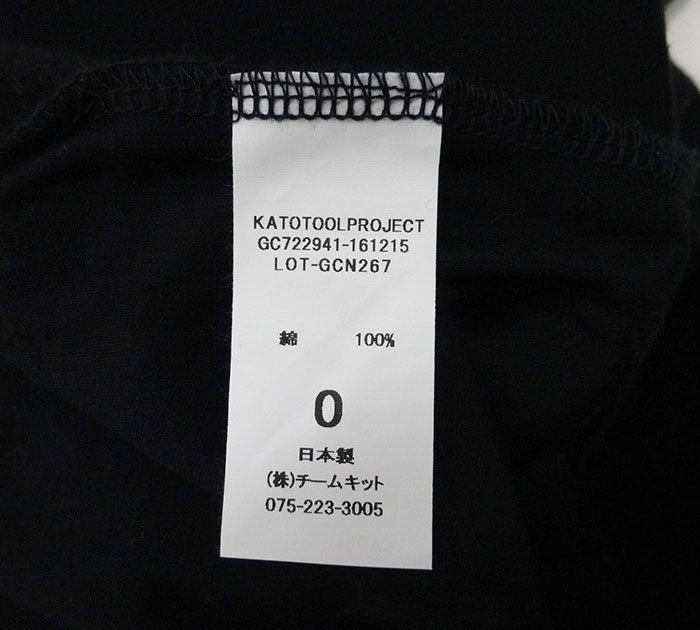 KATOTOOLPROJECT
GC722941-161215
LOT-GCN267
綿 100%
0
日本製
(株)チームキット
075-223-3005